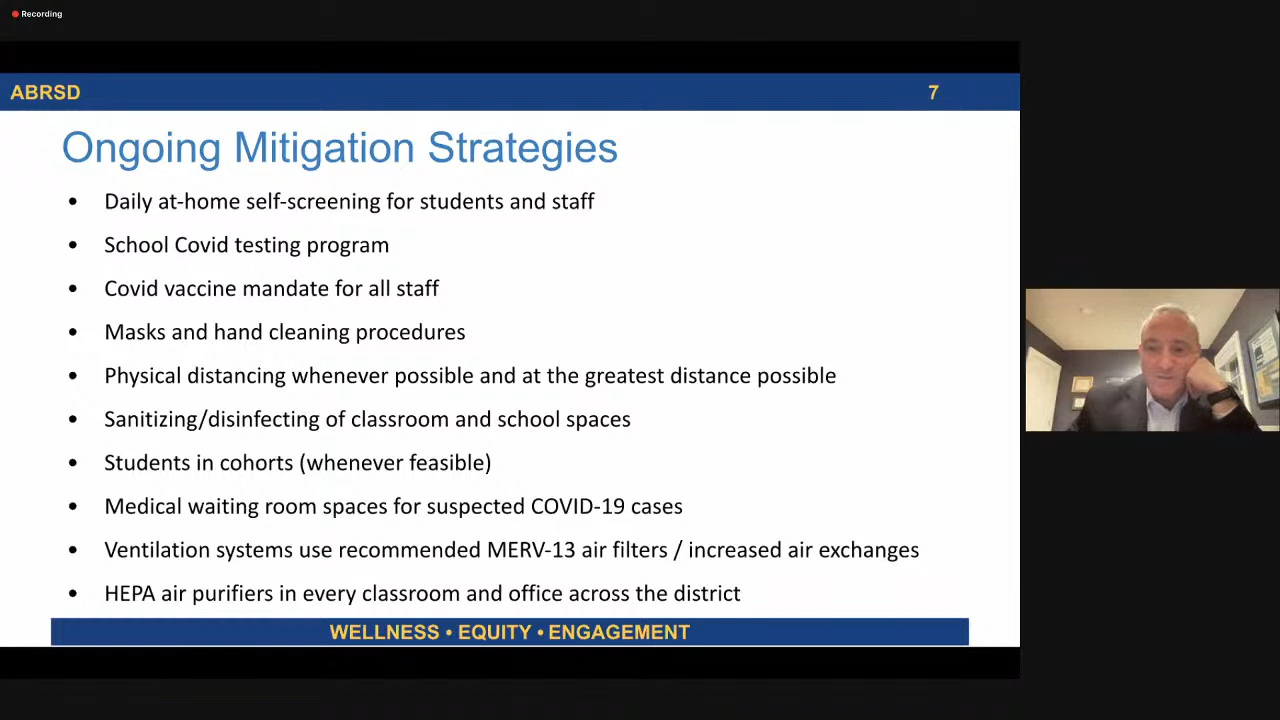 Recording
ABRSD
7
Ongoing Mitigation Strategies
• Daily at-home self-screening for students and staff
• School Covid testing program
• Covid vaccine mandate for all staff
• Masks and hand cleaning procedures
• Physical distancing whenever possible and at the greatest distance possible
• Sanitizing/disinfecting of classroom and school spaces
• Students in cohorts (whenever feasible)
• Medical waiting room spaces for suspected COVID-19 cases
• Ventilation systems use recommended MERV-13 air filters / increased air exchanges
• HEPA air purifiers in every classroom and office across the district
WELLNESS • EQUITY • ENGAGEMENT